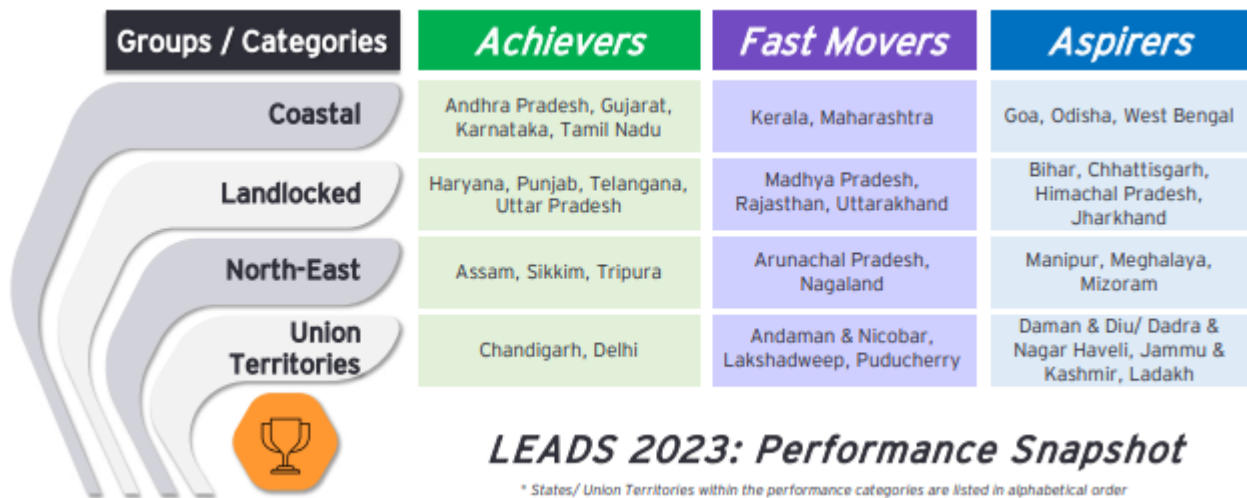 Groups / Categories
Achievers
Fast Movers
Aspirers
Coastal
Andhra Pradesh, Gujarat,
Karnataka, Tamil Nadu
Kerala, Maharashtra
Goa, Odisha, West Bengal
Landlocked
Haryana, Punjab, Telangana,
Uttar Pradesh
Madhya Pradesh,
Rajasthan, Uttarakhand
Bihar, Chhattisgarh,
Himachal Pradesh,
Jharkhand
North-East
Assam, Sikkim, Tripura
Arunachal Pradesh,
Nagaland
Manipur, Meghalaya,
Mizoram
Union
Territories
Chandigarh, Delhi
Andaman & Nicobar,
Lakshadweep, Puducherry
Daman & Diu/ Dadra &
Nagar Haveli, Jammu &
Kashmir, Ladakh
LEADS 2023: Performance Snapshot
* States/ Union Territories within the performance categories are listed in alphabetical order